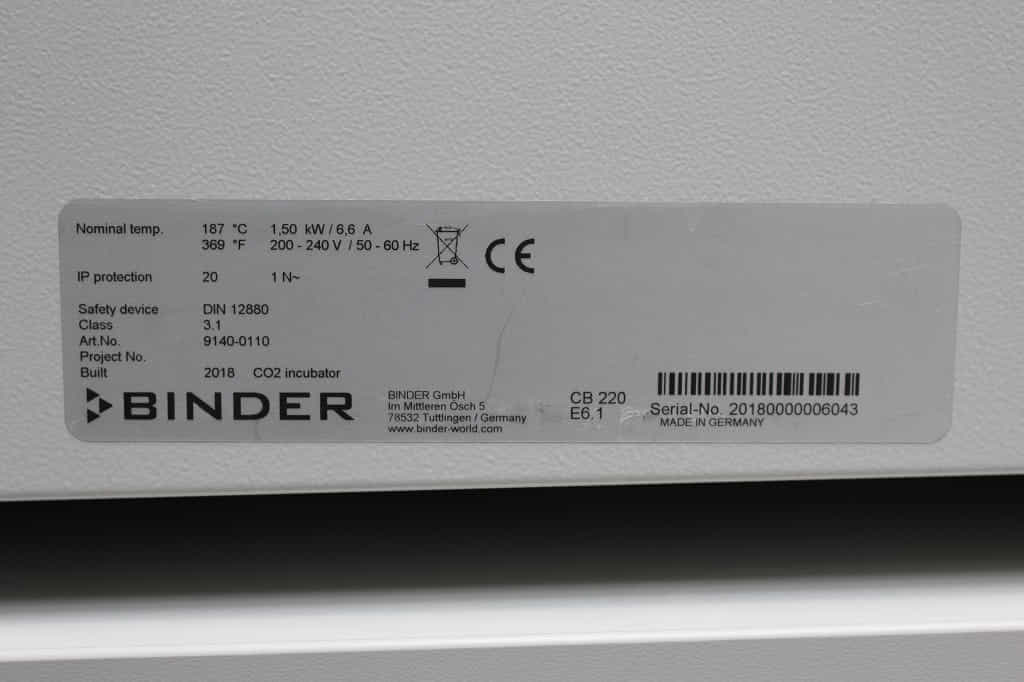 Nominal temp. 187 °C 1,50 kW / 6,6 A
369 °F 200 - 240 V / 50 - 60 Hz
IP protection 20 1 N~
Safety device DIN 12880
Class 3.1
Art.No. 9140-0110
Project No.
Built 2018 CO2 incubator
CE
BINDER
BINDER GmbH
Im Mittleren Ösch 5
78532 Tuttlingen / Germany
www.binder-world.com
CB 220
E6.1
Serial-No. 20180000006043
MADE IN GERMANY